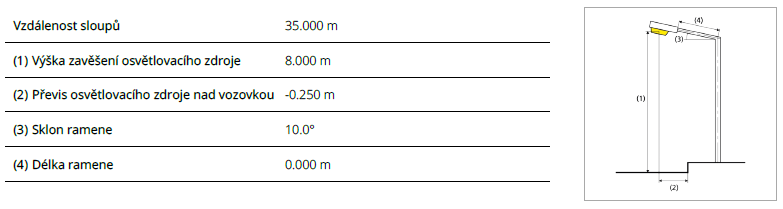 Vzdálenost sloupů 35.000 m
(1) Výška zavěšení osvětlovacího zdroje 8.000 m
(2) Převis osvětlovacího zdroje nad vozovkou -0.250 m
(3) Sklon ramene 10.0°
(4) Délka ramene 0.000 m
(4)
(3)
(1)
(2)